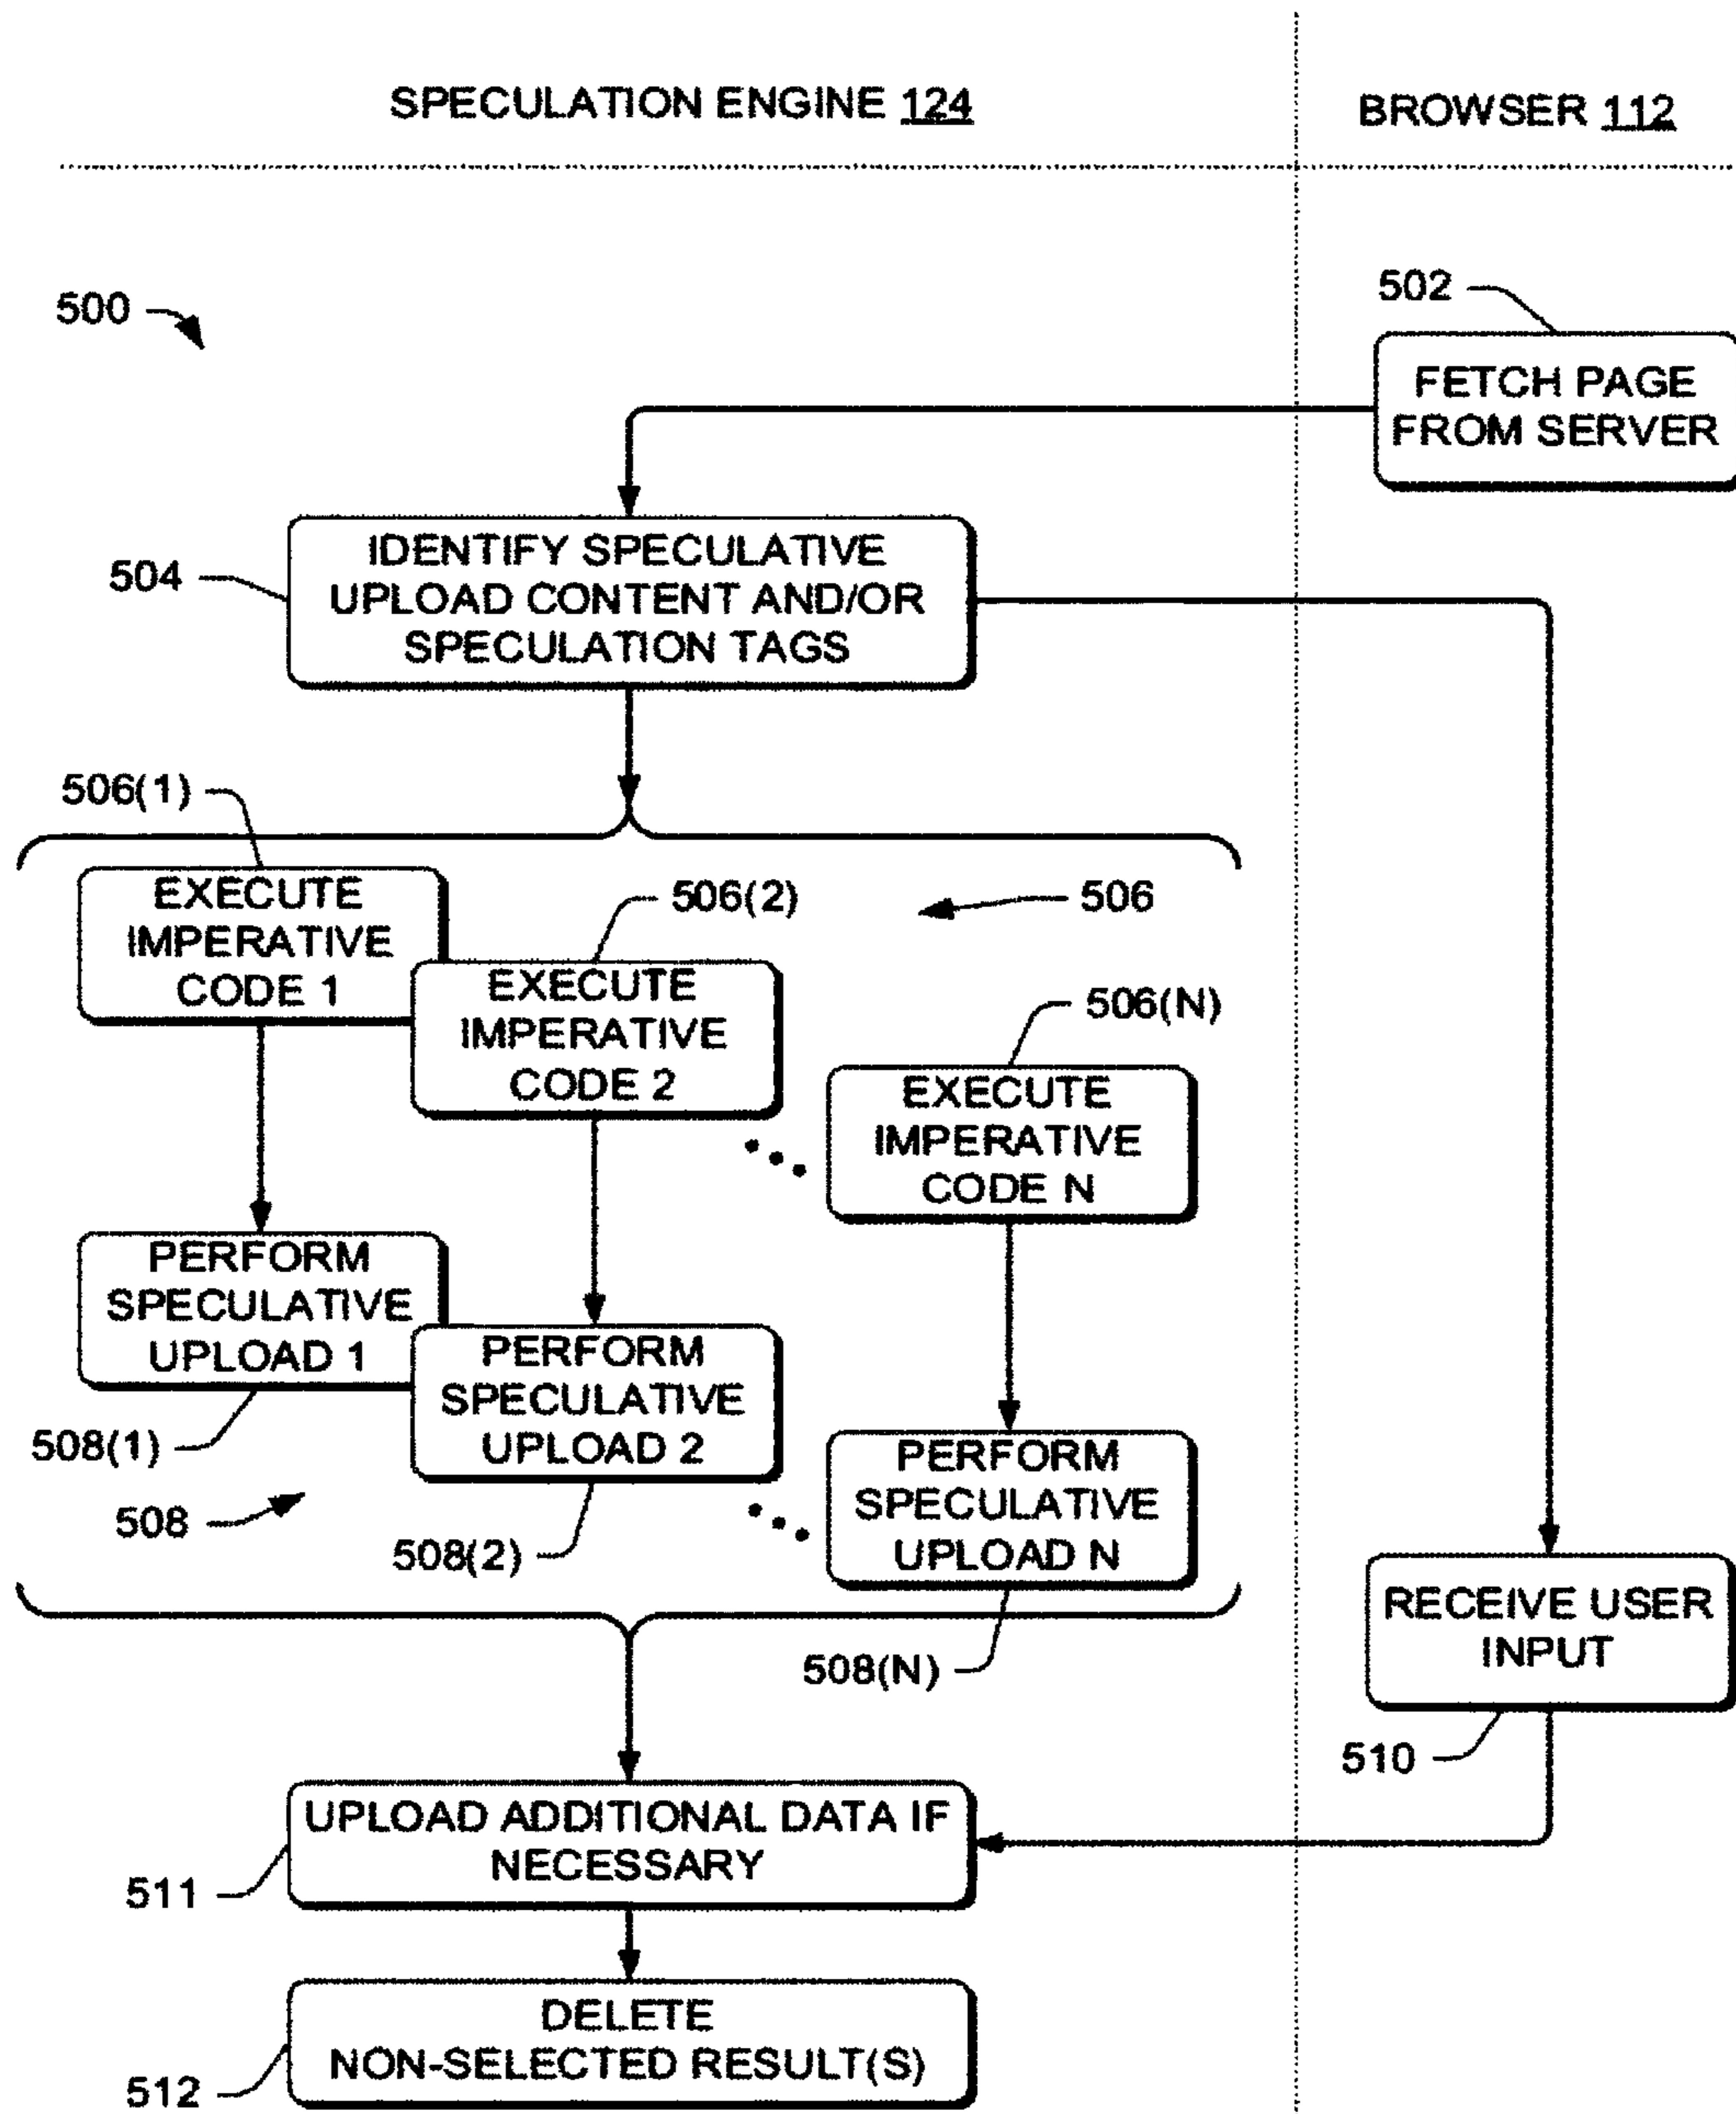 SPECULATION ENGINE 124
BROWSER 112
500
502
FETCH PAGE
FROM SERVER
504
IDENTIFY SPECULATIVE
UPLOAD CONTENT AND/OR
SPECULATION TAGS
506(1)
EXECUTE
IMPERATIVE
CODE 1
506(2)
506
EXECUTE
IMPERATIVE
CODE 2
506(N)
EXECUTE
IMPERATIVE
CODE N
PERFORM
SPECULATIVE
UPLOAD 1
508(1)
PERFORM
SPECULATIVE
UPLOAD 2
508
508(2)
PERFORM
SPECULATIVE
UPLOAD N
508(N)
RECEIVE USER
INPUT
510
UPLOAD ADDITIONAL DATA IF
NECESSARY
511
DELETE
NON-SELECTED RESULT(S)
512